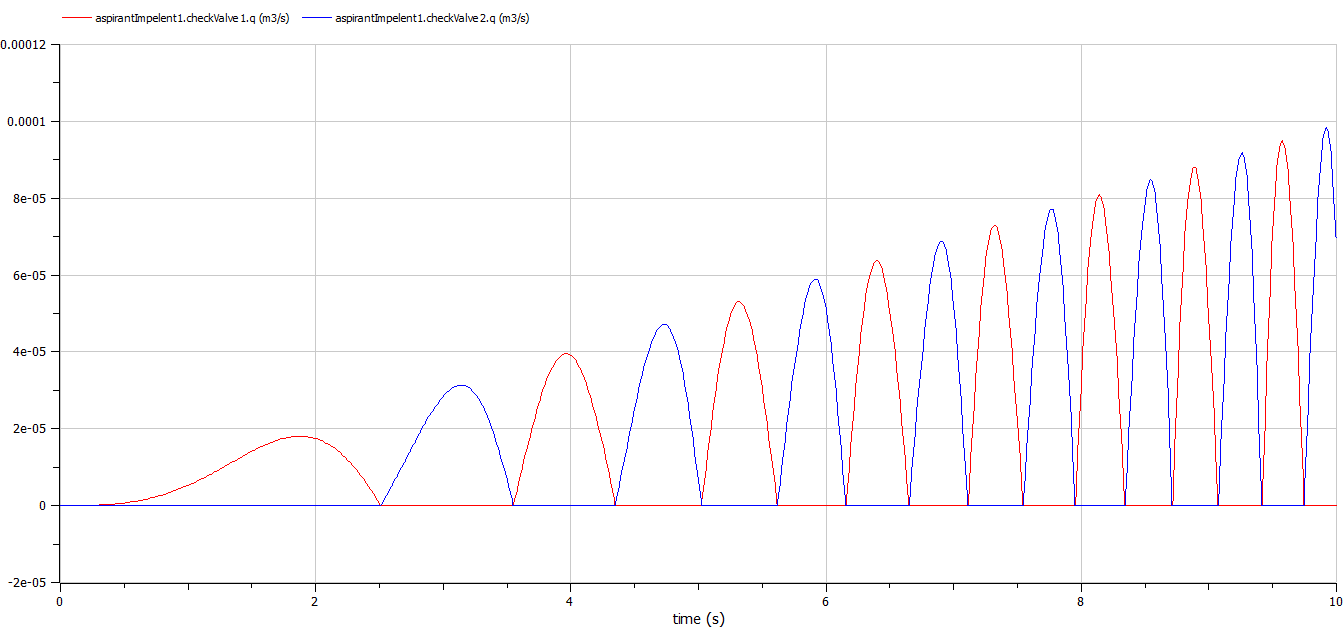 aspirantImpelent1.checkValve1.q (m3/s) aspirantImpelent1.checkValve2.q (m3/s)
0.00012
0.0001
8e-05
6e-05
4e-05
2e-05
0
-2e-05
0 2 4 6 8 10
time (s)